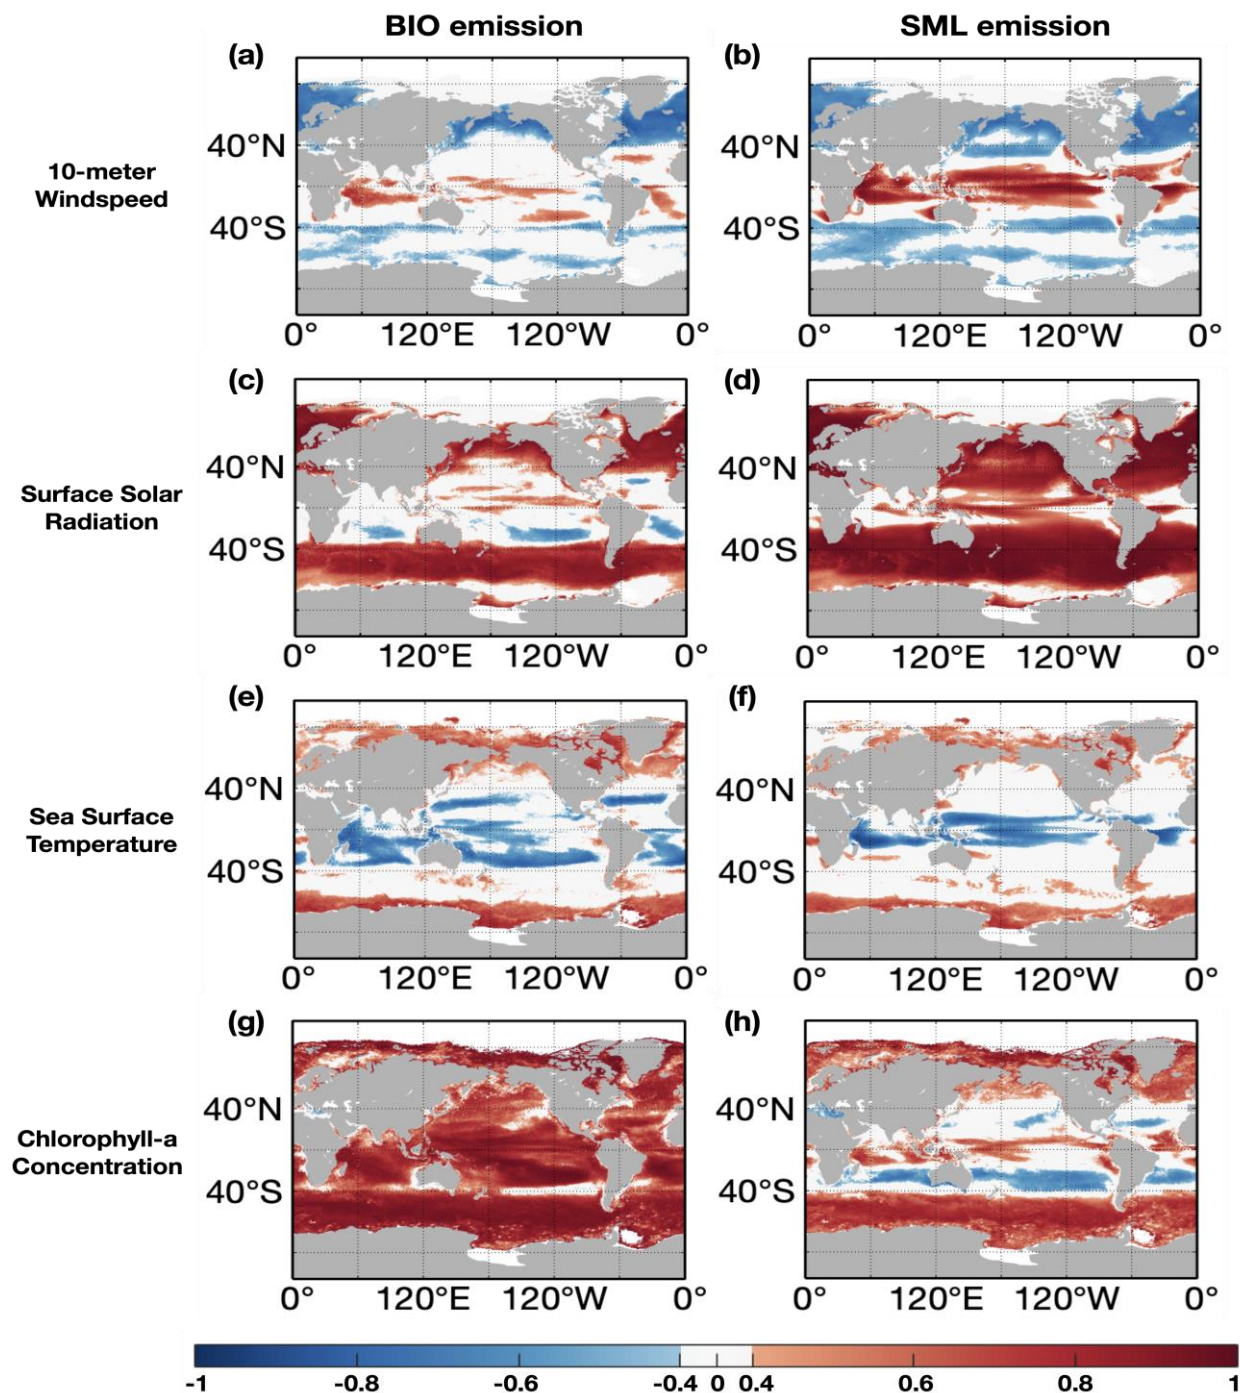 BIO emission SML emission
(a) (b)
10-meter
Windspeed
40°N 40°N
40°S 40°S
0° 120°E 120°W 0° 0° 120°E 120°W 0°
(c) (d)
Surface Solar
Radiation
40°N 40°N
40°S 40°S
0° 120°E 120°W 0° 0° 120°E 120°W 0°
(e) (f)
Sea Surface
Temperature
40°N 40°N
40°S 40°S
0° 120°E 120°W 0° 0° 120°E 120°W 0°
(g) (h)
Chlorophyll-a
Concentration
40°N 40°N
40°S 40°S
0° 120°E 120°W 0° 0° 120°E 120°W 0°
-1 -0.8 -0.6 -0.4 0 0.4 0.6 0.8 1